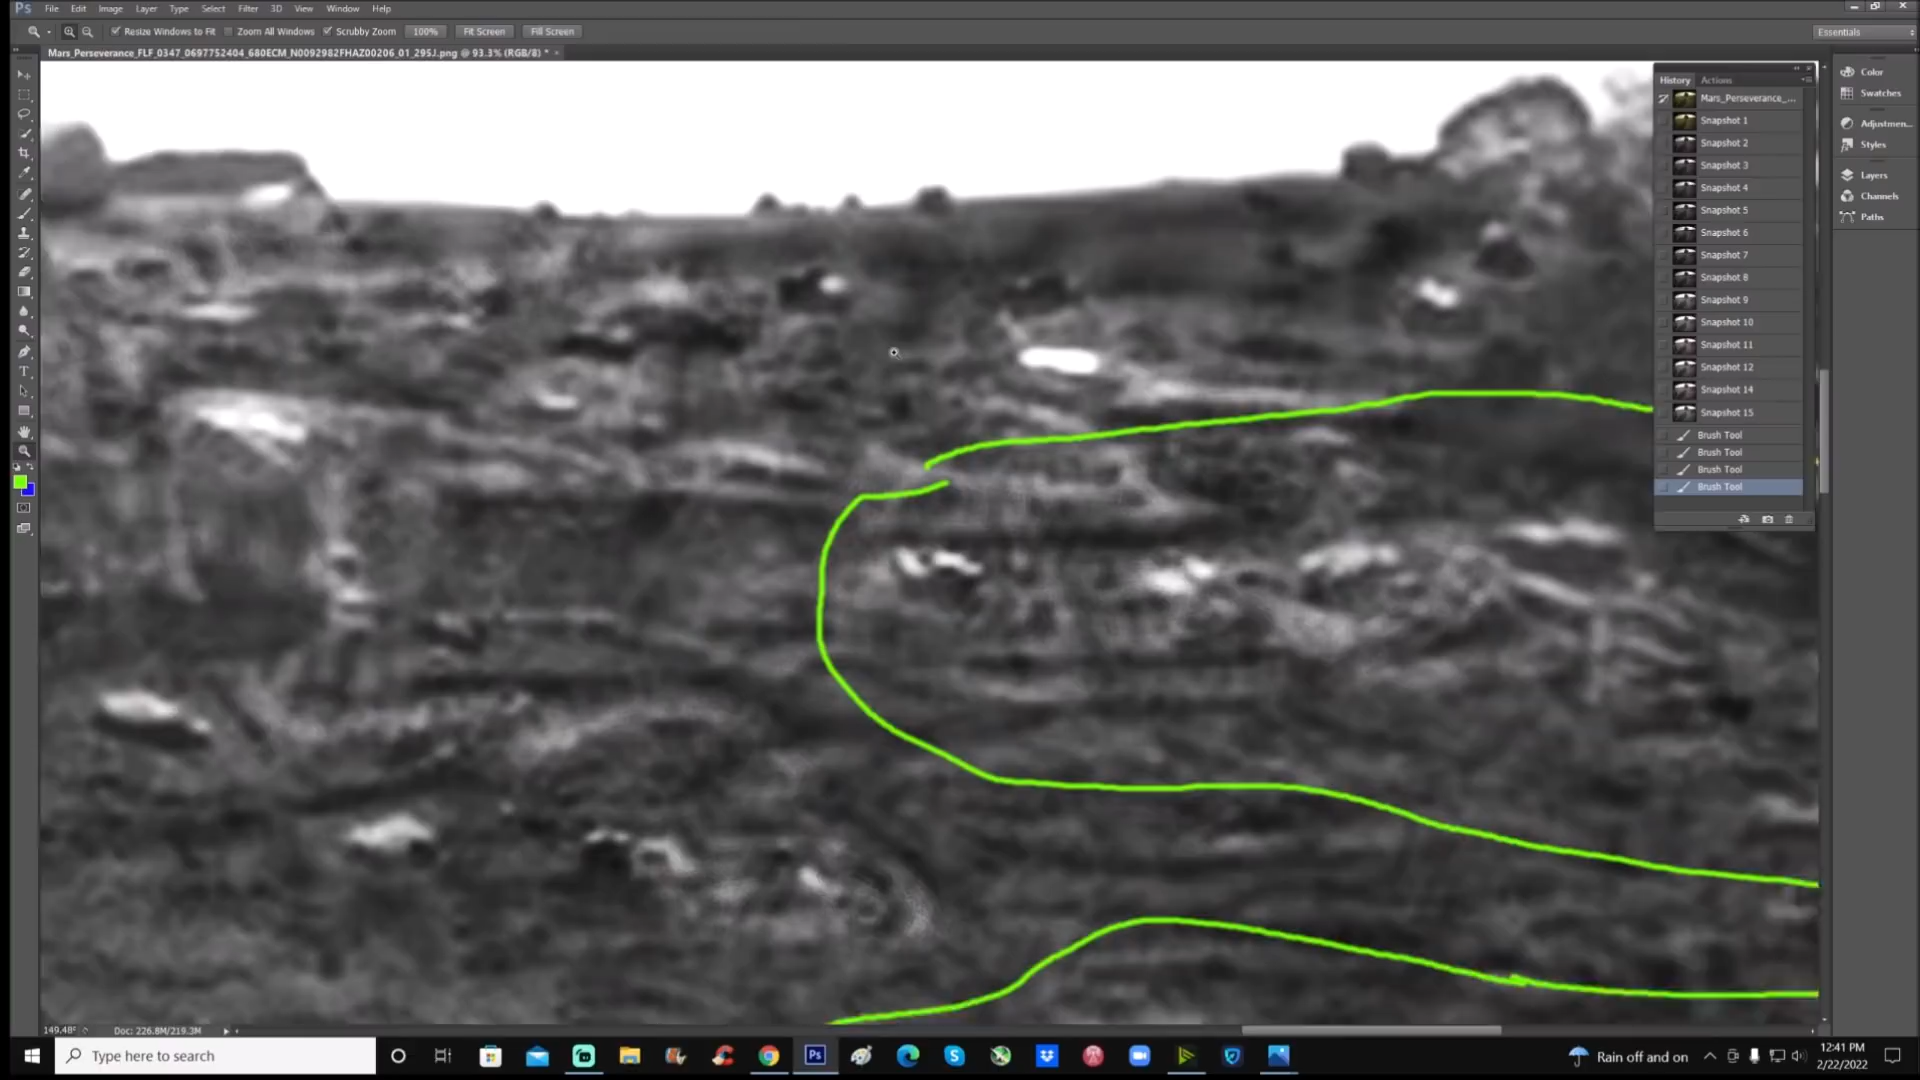 Ps File Edit Image Layer Type Select Filter 3D View Window Help
Resize Windows to Fit Zoom All Windows Scrubby Zoom 100% Fit Screen Fill Screen Essentials
Mars_Perseverance_FLF_0347_0697752404_680ECM_N0092982FHAZ00206_01_295J.png @ 93.3% (RGB/8) *
History Actions
Mars_Perseverance_...
Snapshot 1
Snapshot 2
Snapshot 3
Snapshot 4
Snapshot 5
Snapshot 6
Snapshot 7
Snapshot 8
Snapshot 9
Snapshot 10
Snapshot 11
Snapshot 12
Snapshot 14
Snapshot 15
Brush Tool
Brush Tool
Brush Tool
Brush Tool
Color
Swatches
Adjustmen...
Styles
Layers
Channels
Paths
Doc: 226.8M/219.3M
Type here to search
Ps
Rain off and on
12:41 PM
2/22/2022